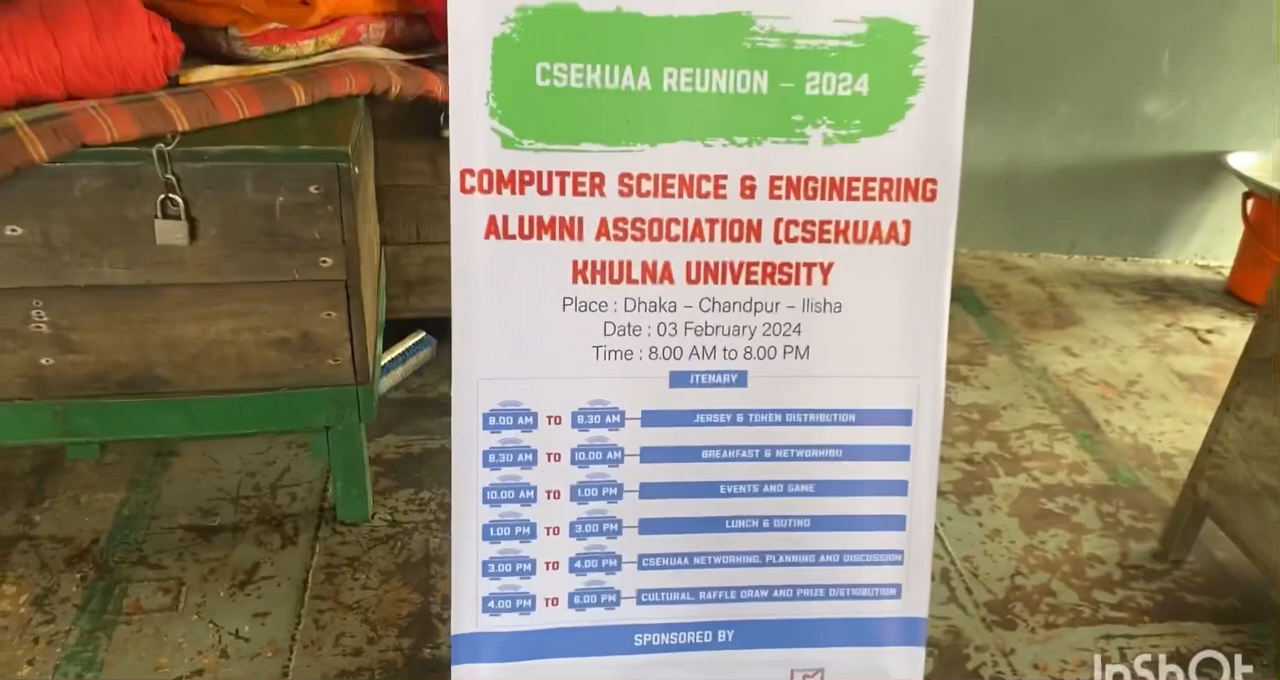 CSEKUAA REUNION – 2024
COMPUTER SCIENCE & ENGINEERING
ALUMNI ASSOCIATION (CSEKUAA)
KHULNA UNIVERSITY
Place : Dhaka – Chandpur – Ilisha
Date : 03 February 2024
Time : 8.00 AM to 8.00 PM
ITENARY
8.00 AM TO 8.30 AM JERSEY & TOKEN DISTRIBUTION
8.30 AM TO 10.00 AM BREAKFAST & NETWORKING
10.00 AM TO 1.00 PM EVENTS AND GAME
1.00 PM TO 3.00 PM LUNCH & OUTING
3.00 PM TO 4.00 PM CSEKUAA NETWORKING, PLANNING AND DISCUSSION
4.00 PM TO 6.00 PM CULTURAL, RAFFLE DRAW AND PRIZE DISTRIBUTION
SPONSORED BY
InShOt